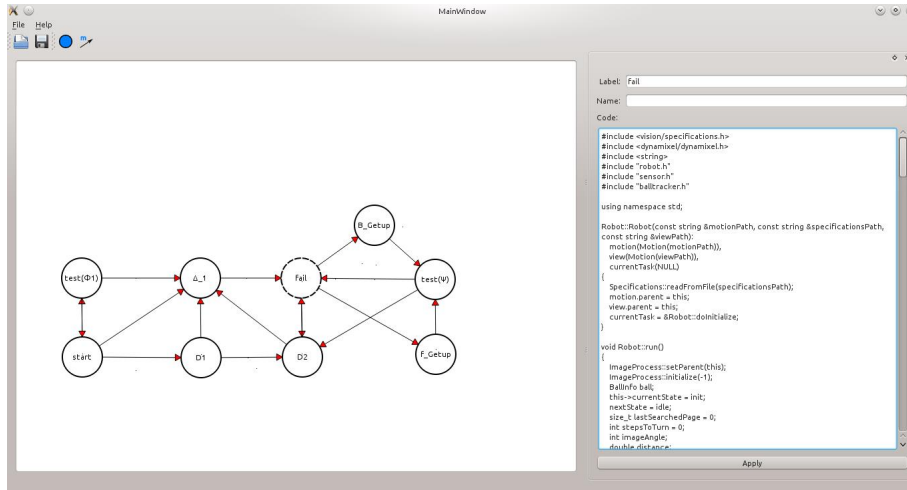 MainWindow
File Help
m
Label: Fail
Name:
Code:
#include <vision/specifications.h>
#include <dynamixel/dynamixel.h>
#include <string>
#include "robot.h"
#include "sensor.h"
#include "balltracker.h"
using namespace std;
Robot::Robot(const string &motionPath, const string &specificationsPath,
const string &viewPath):
motion(Motion(motionPath)),
view(Motion(viewPath)),
currentTask(NULL)
{
Specifications::readFromFile(specificationsPath);
motion.parent = this;
view.parent = this;
currentTask = &Robot::doInitialize;
}
void Robot::run()
{
ImageProcess::setParent(this);
ImageProcess::initialize(-1);
BallInfo ball;
this->currentState = init;
nextState = idle;
size_t lastSearchedPage = 0;
int stepsToTurn = 0;
int imageAngle;
double distance;
Apply
B_Getup
test(Φ1)
Δ_1
Fail
test(Ψ)
start
D1
D2
F_Getup